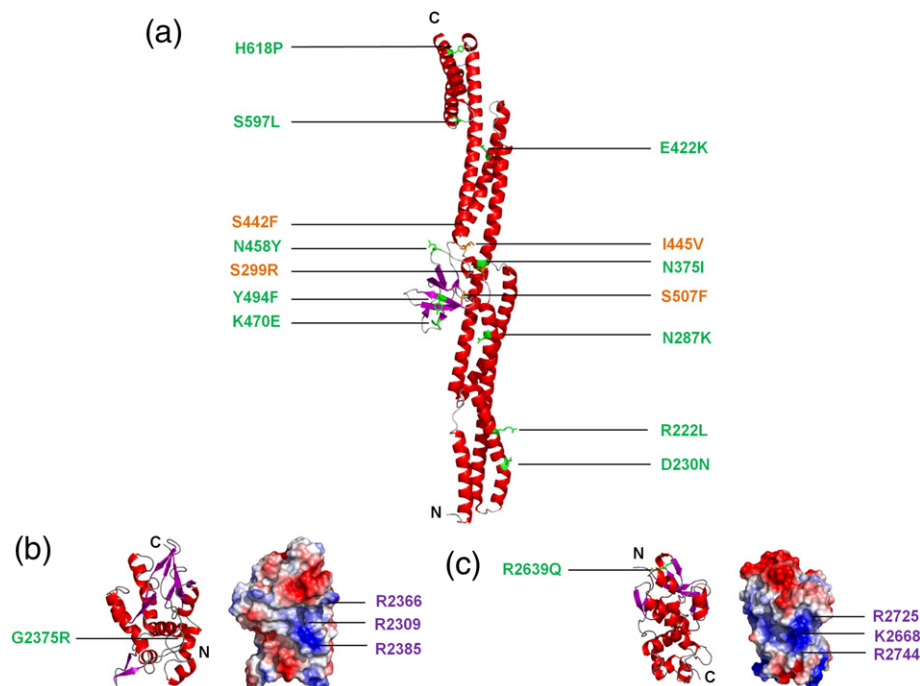 (a)
C
H618P
S597L
E422K
S442F
I445V
N458Y
N375I
S299R
S507F
Y494F
K470E
N287K
R222L
D230N
N
(b)
C
G2375R
N
R2366
R2309
R2385
(c)
N
R2639Q
C
R2725
K2668
R2744